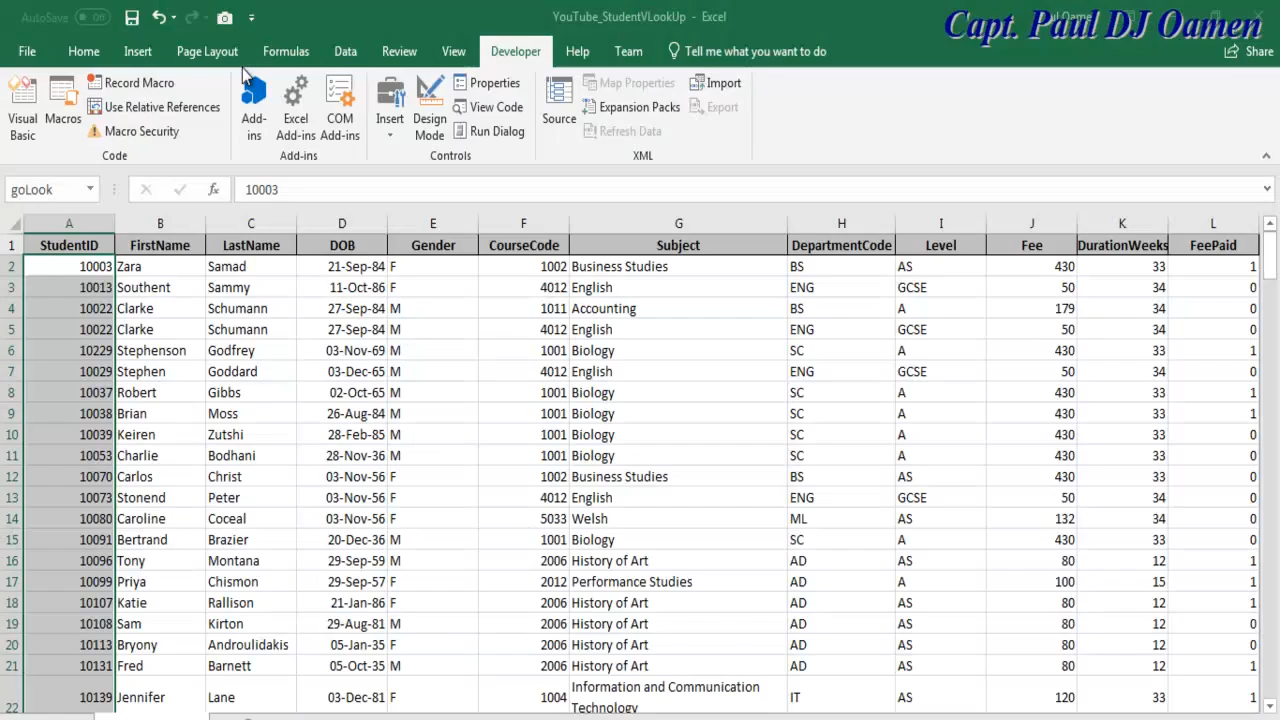 AutoSave
YouTube_StudentVLookUp - Excel
Paul Oame
Capt. Paul DJ Oamen
File Home Insert Page Layout Formulas Data Review View Developer Help Team Tell me what you want to do Share
Visual Basic
Macros
Record Macro
Use Relative References
Macro Security
Code
Add-ins
Excel Add-ins
COM Add-ins
Add-ins
Insert
Design Mode
Properties
View Code
Run Dialog
Controls
Source
Map Properties
Expansion Packs
Refresh Data
Import
Export
XML
goLook fx 10003
A B C D E F G H I J K L
1 StudentID FirstName LastName DOB Gender CourseCode Subject DepartmentCode Level Fee DurationWeeks FeePaid
2 10003 Zara Samad 21-Sep-84 F 1002 Business Studies BS AS 430 33 1
3 10013 Southent Sammy 11-Oct-86 F 4012 English ENG GCSE 50 34 0
4 10022 Clarke Schumann 27-Sep-84 M 1011 Accounting BS A 179 34 0
5 10022 Clarke Schumann 27-Sep-84 M 4012 English ENG GCSE 50 34 0
6 10229 Stephenson Godfrey 03-Nov-69 M 1001 Biology SC A 430 33 1
7 10029 Stephen Goddard 03-Dec-65 M 4012 English ENG GCSE 50 34 0
8 10037 Robert Gibbs 02-Oct-65 M 1001 Biology SC A 430 33 1
9 10038 Brian Moss 26-Aug-84 M 1001 Biology SC A 430 33 1
10 10039 Keiren Zutshi 28-Feb-85 M 1001 Biology SC A 430 33 0
11 10053 Charlie Bodhani 28-Nov-36 M 1001 Biology SC A 430 33 0
12 10070 Carlos Christ 03-Nov-56 F 1002 Business Studies BS AS 430 33 1
13 10073 Stonend Peter 03-Nov-56 F 4012 English ENG GCSE 50 34 0
14 10080 Caroline Coceal 03-Nov-56 F 5033 Welsh ML AS 132 34 0
15 10091 Bertrand Brazier 20-Dec-36 M 1001 Biology SC A 430 33 0
16 10096 Tony Montana 29-Sep-59 M 2006 History of Art AD AS 80 12 1
17 10099 Priya Chismon 29-Sep-57 F 2012 Performance Studies AD A 100 15 1
18 10107 Katie Rallison 21-Jan-86 F 2006 History of Art AD AS 80 12 1
19 10108 Sam Kirton 29-Aug-81 M 2006 History of Art AD AS 80 12 0
20 10113 Bryony Androulidakis 05-Jan-35 F 2006 History of Art AD AS 80 12 0
21 10131 Fred Barnett 05-Oct-35 M 2006 History of Art AD AS 80 12 1
22 10139 Jennifer Lane 03-Dec-81 F 1004 Information and Communication Technology IT AS 120 33 1